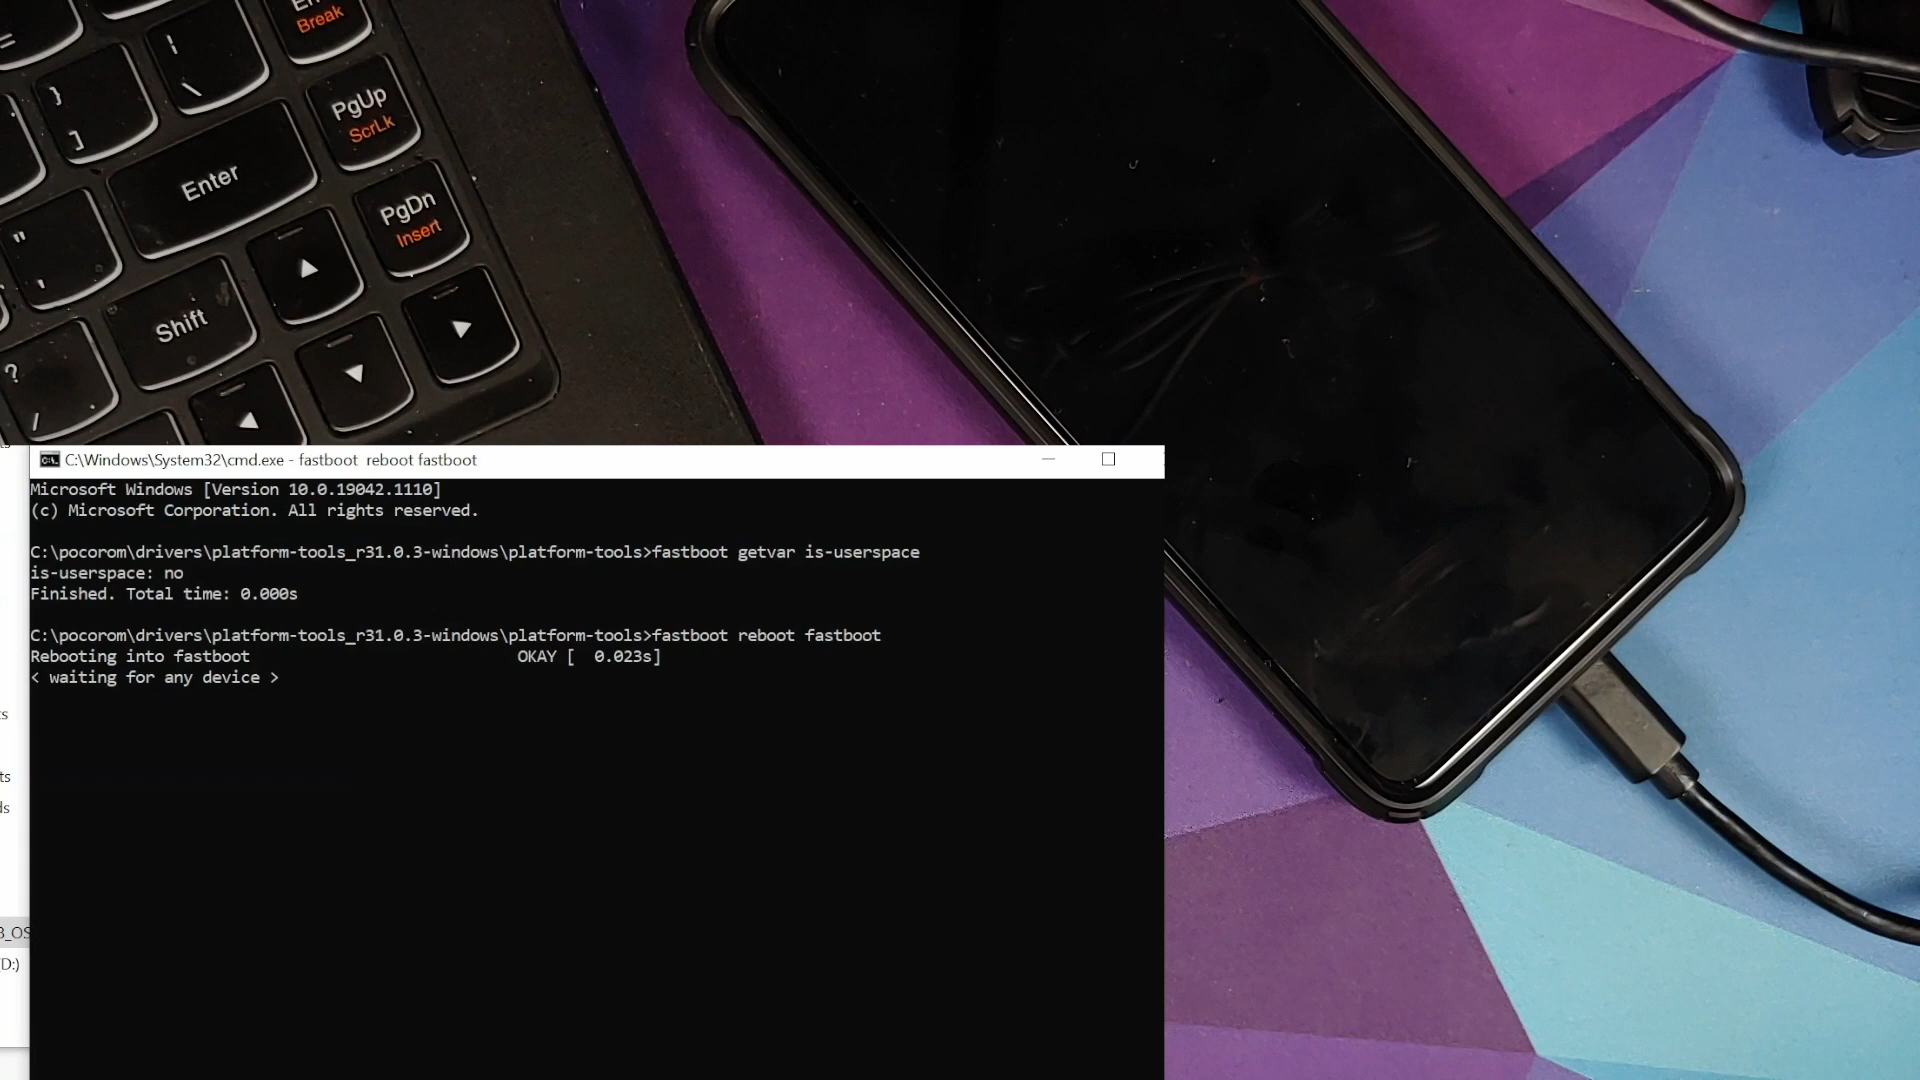 =
}
]
|
\
Break
PgUp
ScrLk
Enter
"
'
PgDn
Insert
Shift
?
/
C:\Windows\System32\cmd.exe - fastboot  reboot fastboot
Microsoft Windows [Version 10.0.19042.1110]
(c) Microsoft Corporation. All rights reserved.
C:\pocorom\drivers\platform-tools_r31.0.3-windows\platform-tools>fastboot getvar is-userspace
is-userspace: no
Finished. Total time: 0.000s
C:\pocorom\drivers\platform-tools_r31.0.3-windows\platform-tools>fastboot reboot fastboot
Rebooting into fastboot                            OKAY [  0.023s]
< waiting for any device >